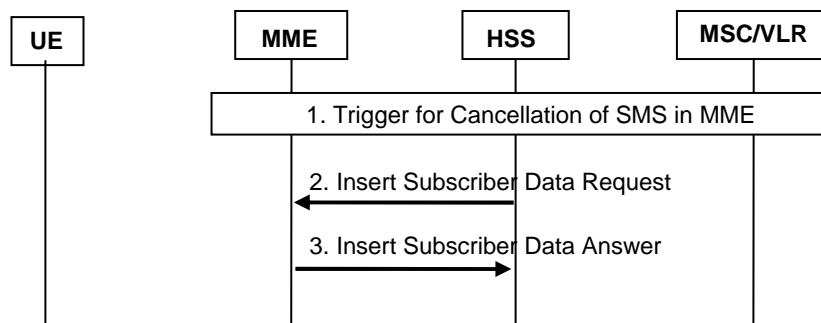 UE
MME
HSS
MSC/VLR
1. Trigger for Cancellation of SMS in MME
2. Insert Subscriber Data Request
3. Insert Subscriber Data Answer